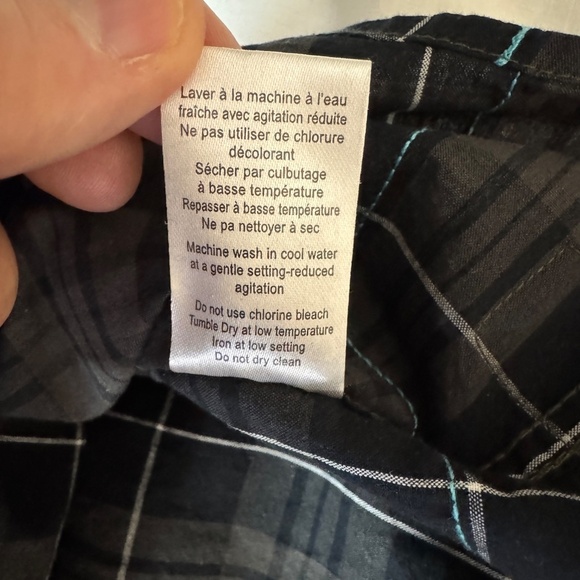 Laver à la machine à l'eau
fraîche avec agitation réduite
Ne pas utiliser de chlorure
décolorant
Sécher par culbutage
à basse température
Repasser à basse température
Ne pa nettoyer à sec
Machine wash in cool water
at a gentle setting-reduced
agitation
Do not use chlorine bleach
Tumble Dry at low temperature
Iron at low setting
Do not dry clean